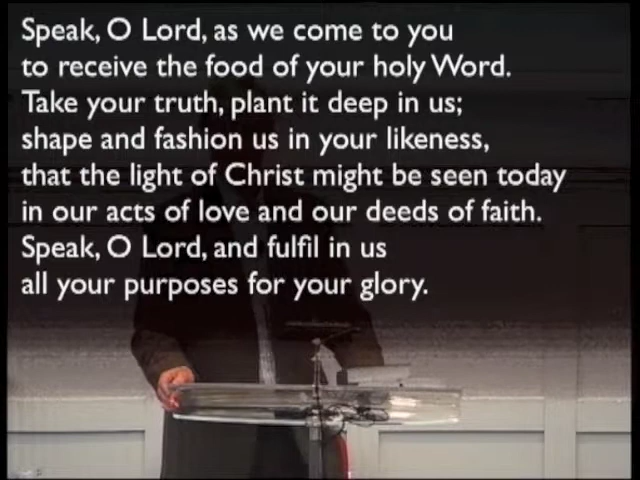 Speak, O Lord, as we come to you
to receive the food of your holy Word.
Take your truth, plant it deep in us;
shape and fashion us in your likeness,
that the light of Christ might be seen today
in our acts of love and our deeds of faith.
Speak, O Lord, and fulfil in us
all your purposes for your glory.